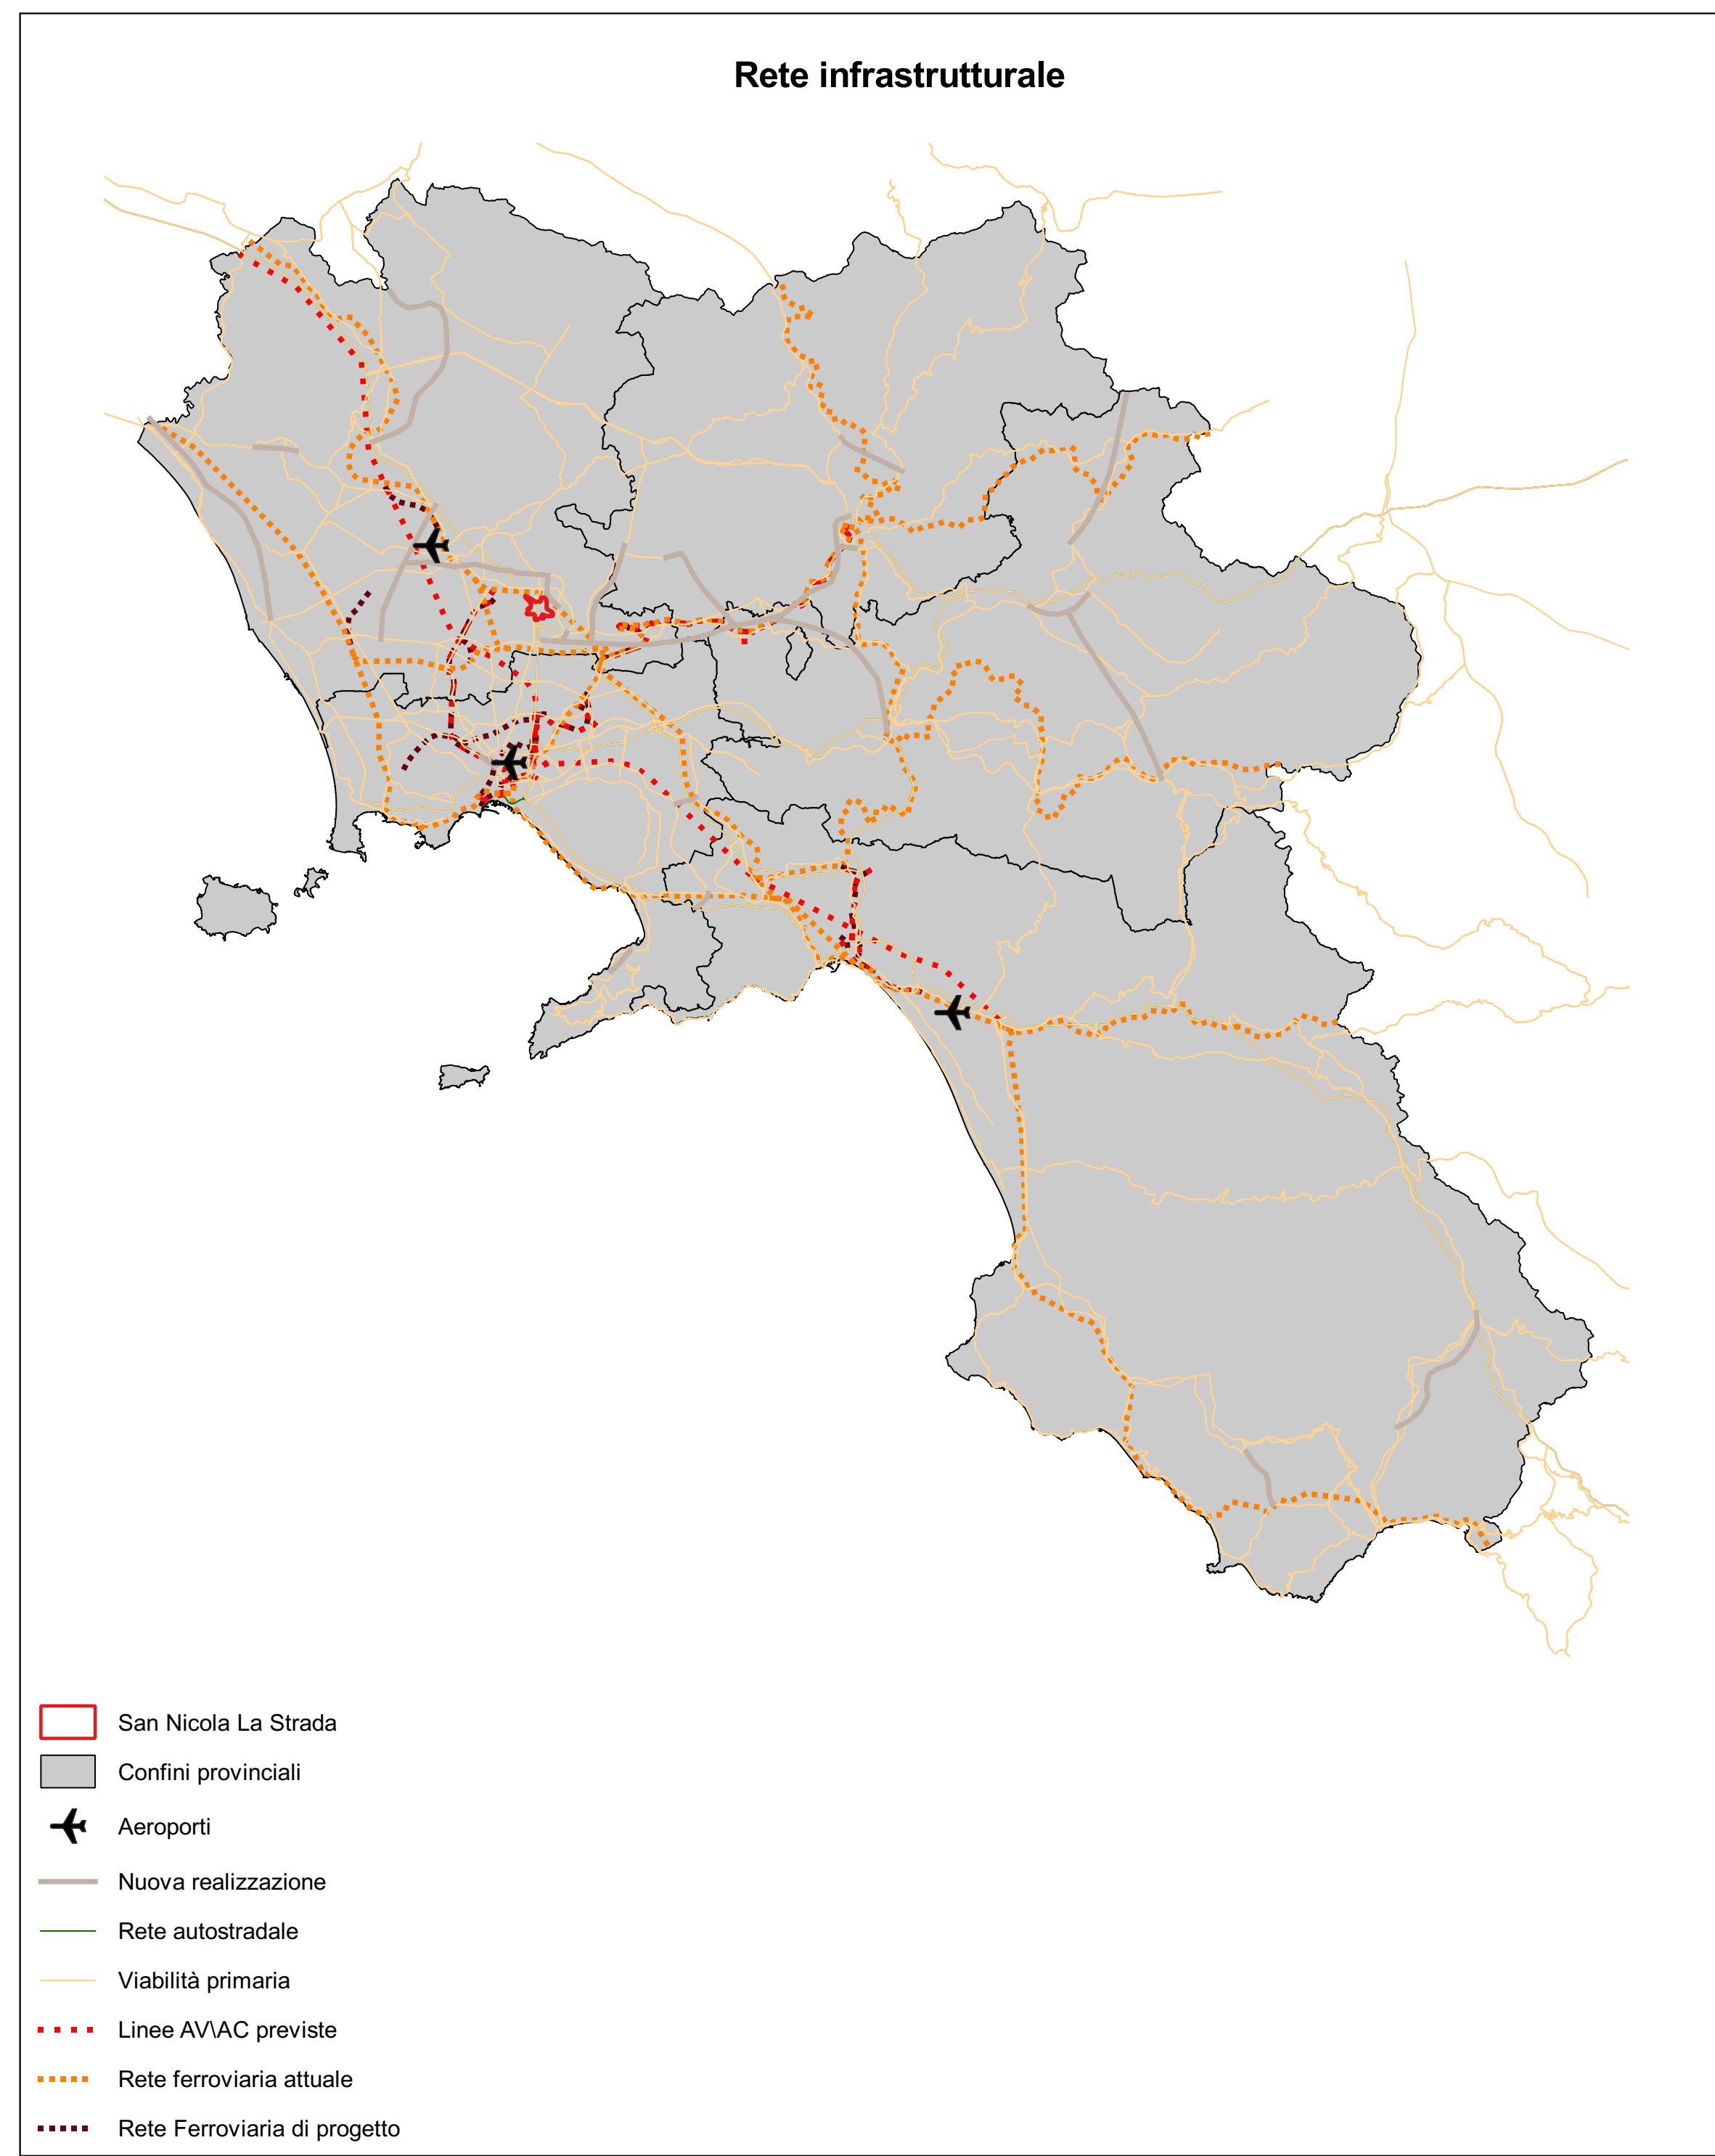 Rete infrastrutturale
San Nicola La Strada
Confini provinciali
Aeroporti
Nuova realizzazione
Rete autostradale
Viabilità primaria
Linee AV\AC previste
Rete ferroviaria attuale
Rete Ferroviaria di progetto